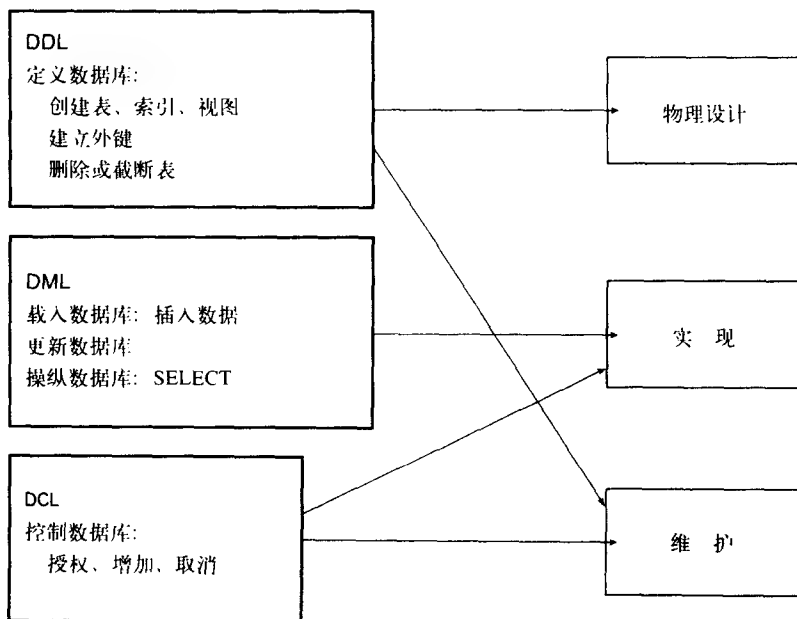 DDL
定义数据库:
创建表、索引、视图
建立外键
删除或截断表
物理设计
DML
载入数据库: 插入数据
更新数据库
操纵数据库: SELECT
实 现
DCL
控制数据库:
授权、增加、取消
维 护